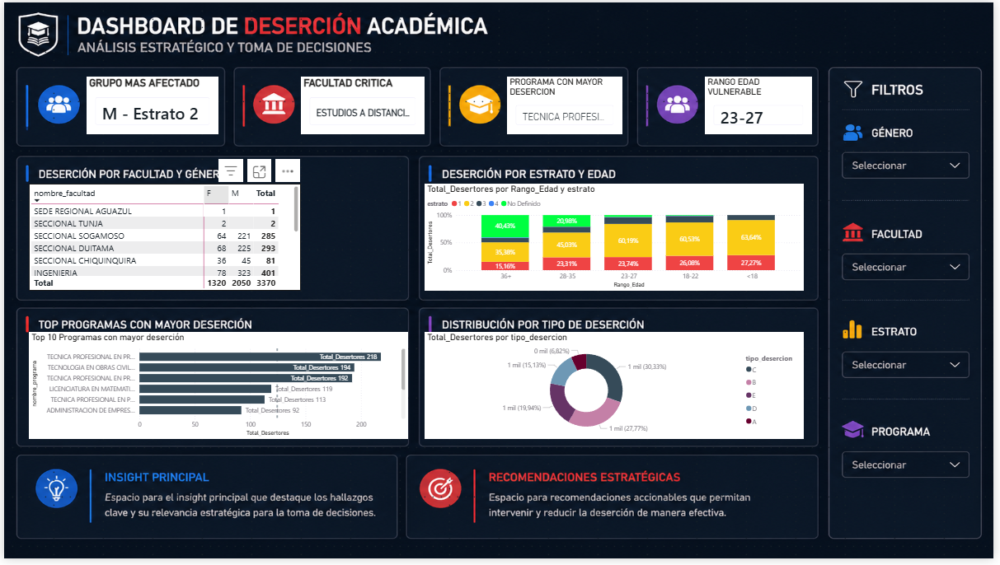 DASHBOARD DE DESERCIÓN ACADÉMICA
ANÁLISIS ESTRATÉGICO Y TOMA DE DECISIONES
GRUPO MAS AFECTADO
M - Estrato 2
FACULTAD CRITICA
ESTUDIOS A DISTANCI...
PROGRAMA CON MAYOR
DESERCION
TECNICA PROFESI...
RANGO EDAD
VULNERABLE
23-27
DESERCIÓN POR FACULTAD Y GÉNER
nombre_facultad F M Total
SEDE REGIONAL AGUAZUL 1 1
SECCIONAL TUNJA 2 2
SECCIONAL SOGAMOSO 64 221 285
SECCIONAL DUITAMA 68 225 293
SECCIONAL CHIQUINQUIRA 36 45 81
INGENIERIA 78 323 401
Total 1320 2050 3370
DESERCIÓN POR ESTRATO Y EDAD
Total_Desertores por Rango_Edad y estrato
estrato 1 2 3 4 No Definido
Total_Desertores
100%
50%
0%
40,43% 20,98%
35,38% 45,03% 60,19% 60,53% 63,64%
15,16% 23,31% 23,74% 26,08% 27,27%
36+ 28-35 23-27 18-22 <18
Rango_Edad
TOP PROGRAMAS CON MAYOR DESERCIÓN
Top 10 Programas con mayor deserción
nombre_programa
TECNICA PROFESIONAL EN PR... Total_Desertores 218
TECNOLOGIA EN OBRAS CIVIL... Total_Desertores 194
TECNICA PROFESIONAL EN PR... Total_Desertores 192
LICENCIATURA EN MATEMATI... Total_Desertores 119
TECNICA PROFESIONAL EN P... Total_Desertores 113
ADMINISTRACION DE EMPRES... Total_Desertores 92
0 50 100 150 200
Total_Desertores
DISTRIBUCIÓN POR TIPO DE DESERCIÓN
Total_Desertores por tipo_desercion
0 mil (6,82%)
1 mil (15,13%)
1 mil (30,33%)
1 mil (19,94%)
1 mil (27,77%)
tipo_desercion
C
B
E
D
A
INSIGHT PRINCIPAL
Espacio para el insight principal que destaque los hallazgos
clave y su relevancia estratégica para la toma de decisiones.
RECOMENDACIONES ESTRATÉGICAS
Espacio para recomendaciones accionables que permitan
intervenir y reducir la deserción de manera efectiva.
FILTROS
GÉNERO
Seleccionar
FACULTAD
Seleccionar
ESTRATO
Seleccionar
PROGRAMA
Seleccionar